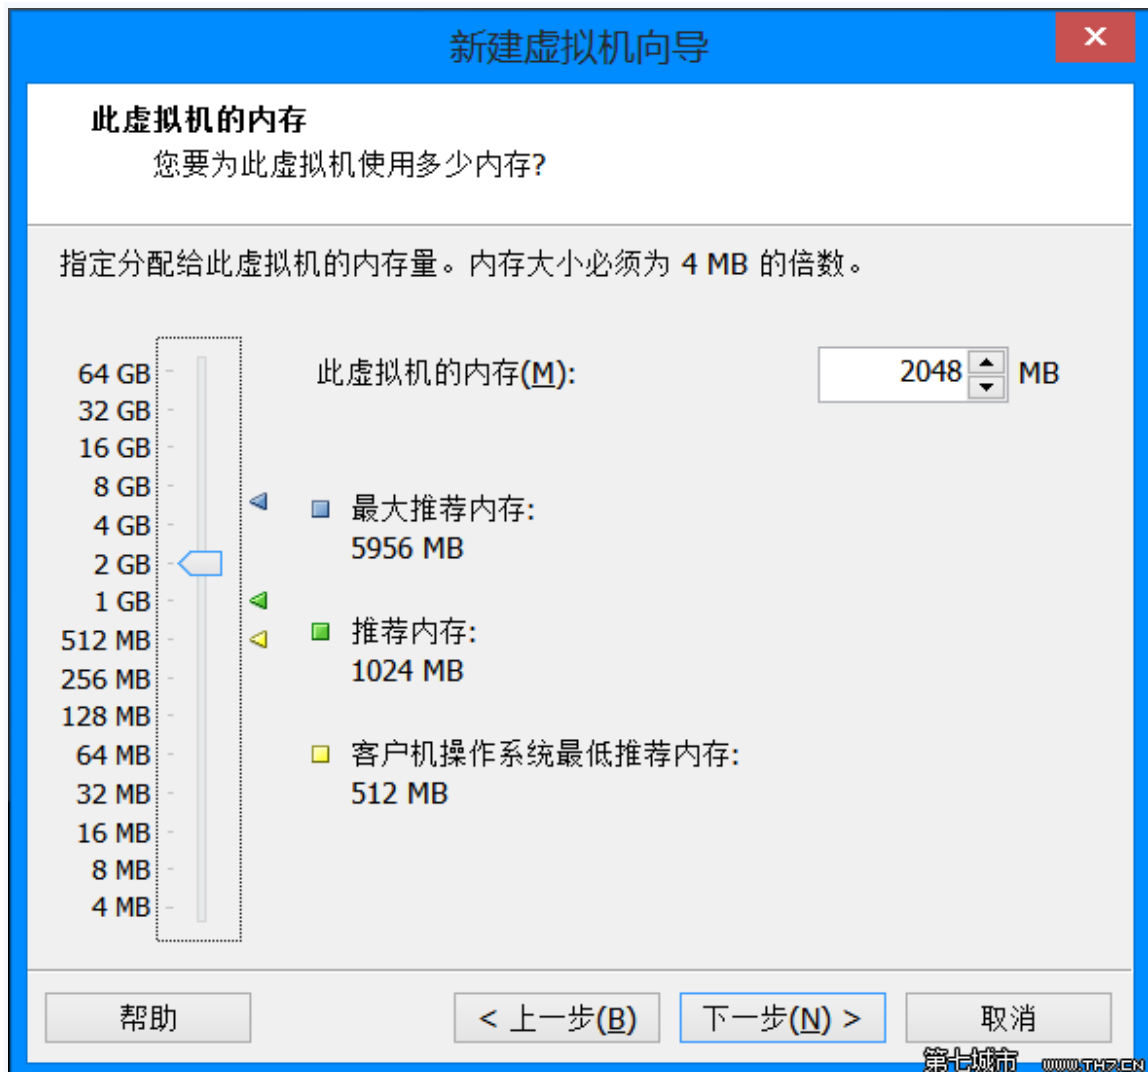 新建虚拟机向导
此虚拟机的内存
您要为此虚拟机使用多少内存?
指定分配给此虚拟机的内存量。内存大小必须为 4 MB 的倍数。
此虚拟机的内存(M):
2048
MB
64 GB
32 GB
16 GB
8 GB
4 GB
2 GB
1 GB
512 MB
256 MB
128 MB
64 MB
32 MB
16 MB
8 MB
4 MB
最大推荐内存:
5956 MB
推荐内存:
1024 MB
客户机操作系统最低推荐内存:
512 MB
帮助
< 上一步(B)
下一步(N) >
取消
第七城市 www.TH7.CN